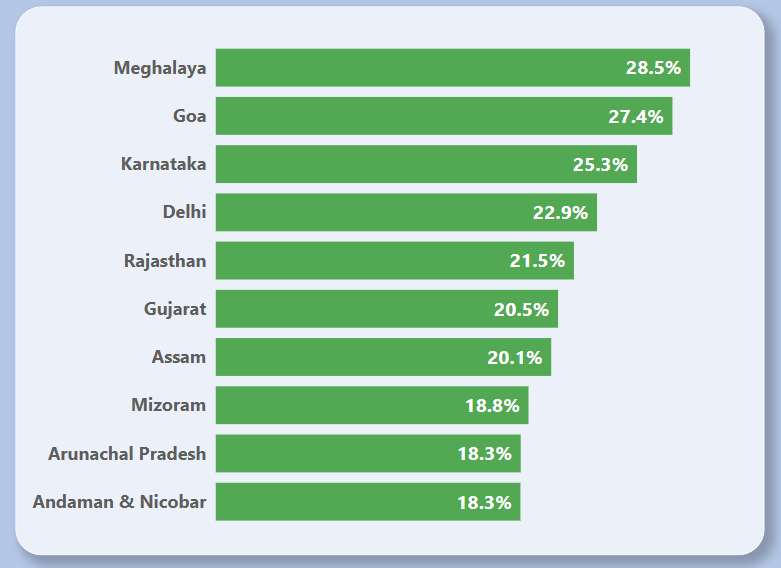 Meghalaya 28.5%
Goa 27.4%
Karnataka 25.3%
Delhi 22.9%
Rajasthan 21.5%
Gujarat 20.5%
Assam 20.1%
Mizoram 18.8%
Arunachal Pradesh 18.3%
Andaman & Nicobar 18.3%